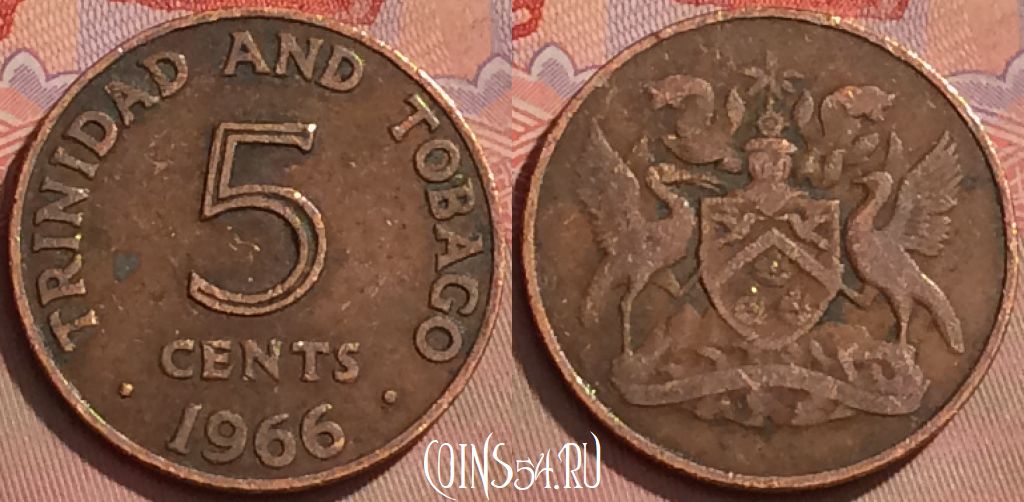 TRINIDAD AND TOBAGO
5
CENTS
1966
COINS54.RU